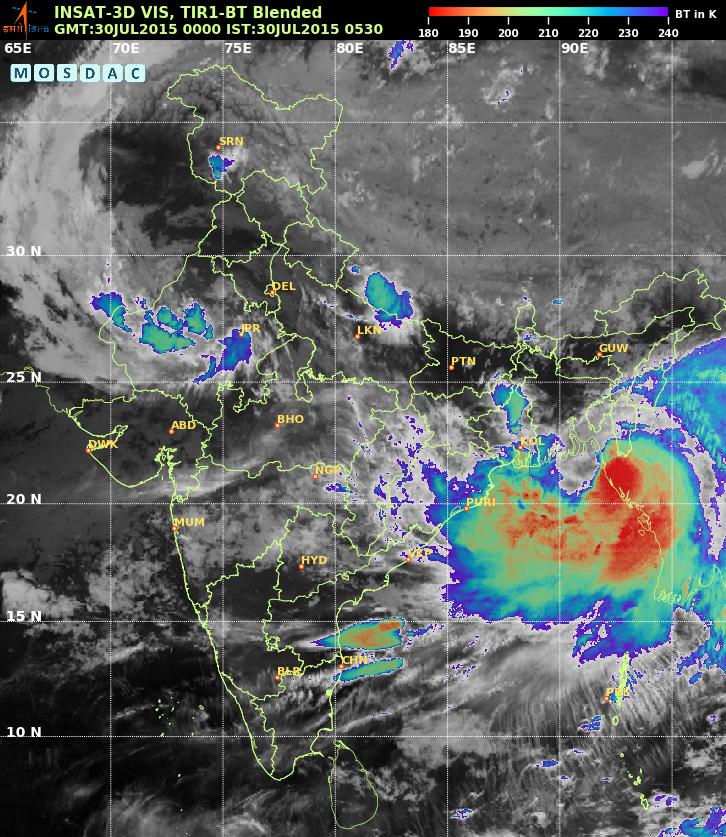 INSAT-3D VIS, TIR1-BT Blended
GMT:30JUL2015 0000 IST:30JUL2015 0530
BT in K
180 190 200 210 220 230 240
65E 70E 75E 80E 85E 90E
MOSDAC
SRN
30 N
DEL
JPR
LKN
GUW
PTN
25 N
ABD
BHO
DWK
KOL
NGP
20 N
PURI
MUM
HYD
15 N
CHN
BLR
10 N